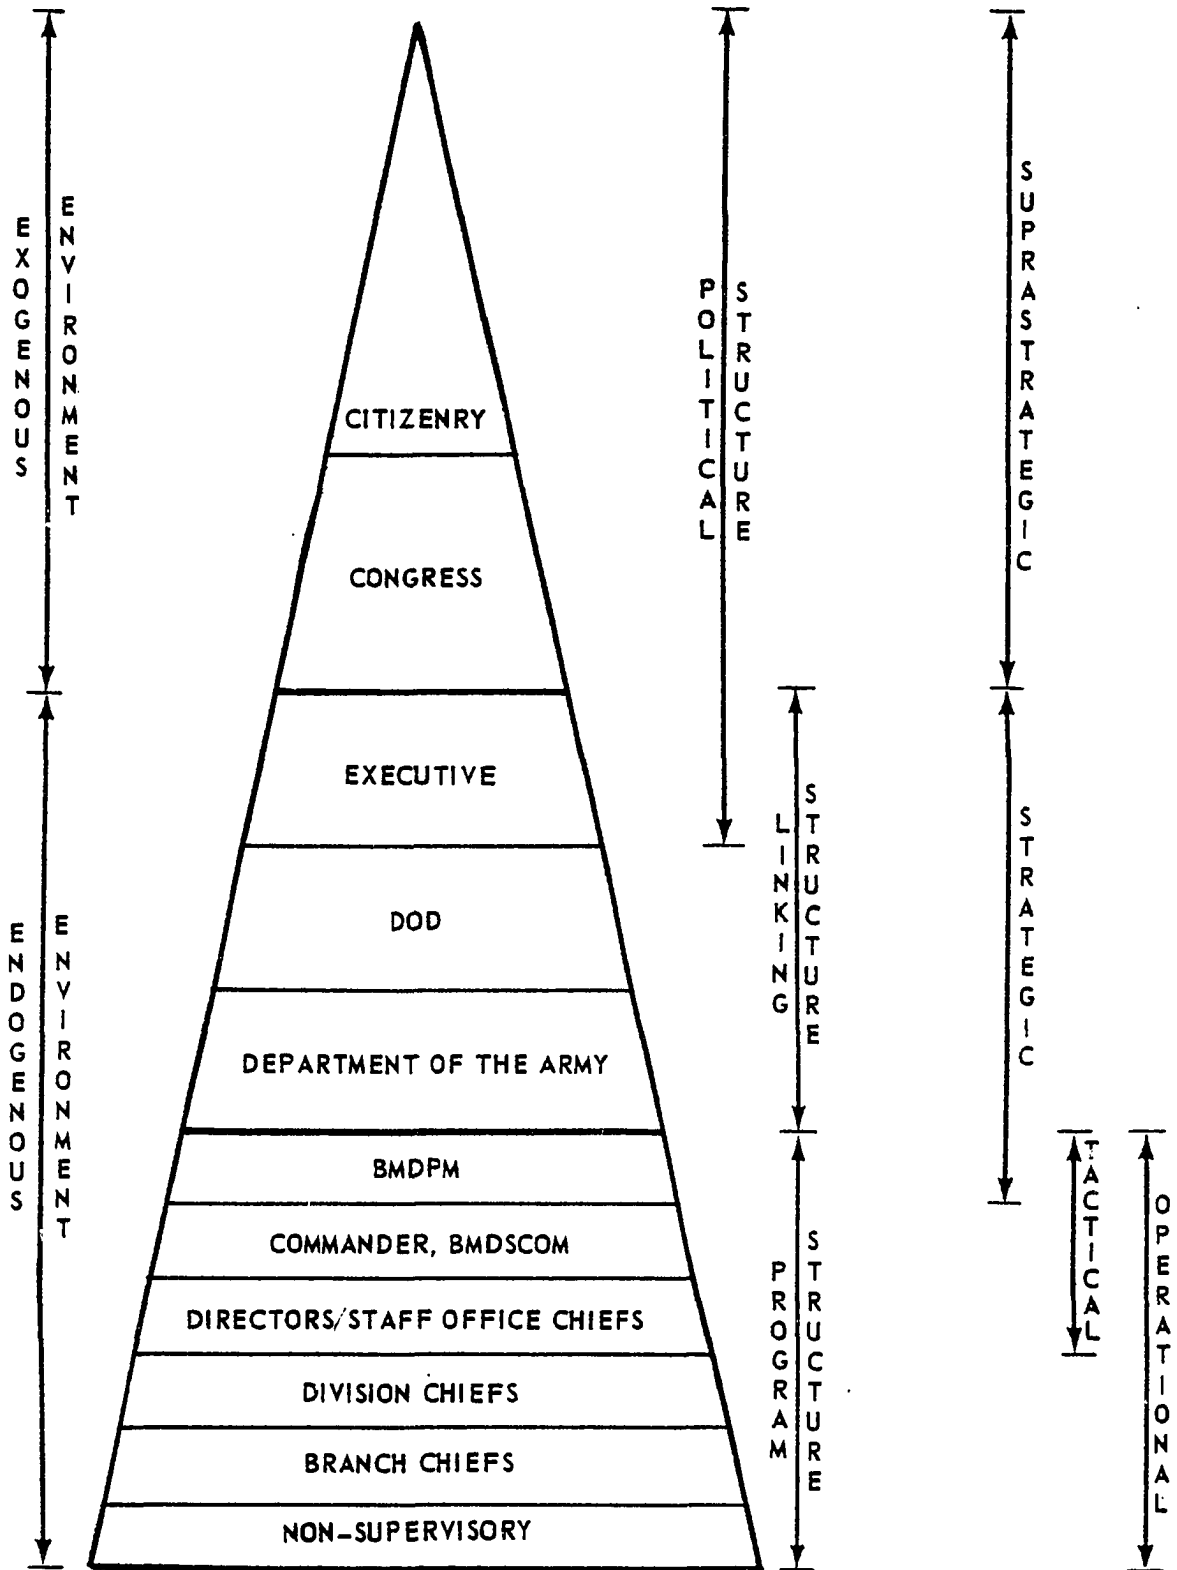 EXOGENOUS
ENVIRONMENT
ENDOGENOUS
ENVIRONMENT
CITIZENRY
CONGRESS
EXECUTIVE
DOD
DEPARTMENT OF THE ARMY
BMDPM
COMMANDER, BMDSCOM
DIRECTORS/STAFF OFFICE CHIEFS
DIVISION CHIEFS
BRANCH CHIEFS
NON-SUPERVISORY
POLITICAL
STRUCTURE
LINKING
STRUCTURE
PROGRAM
STRUCTURE
SUPRASTRATEGIC
STRATEGIC
TACTICAL
OPERATIONAL